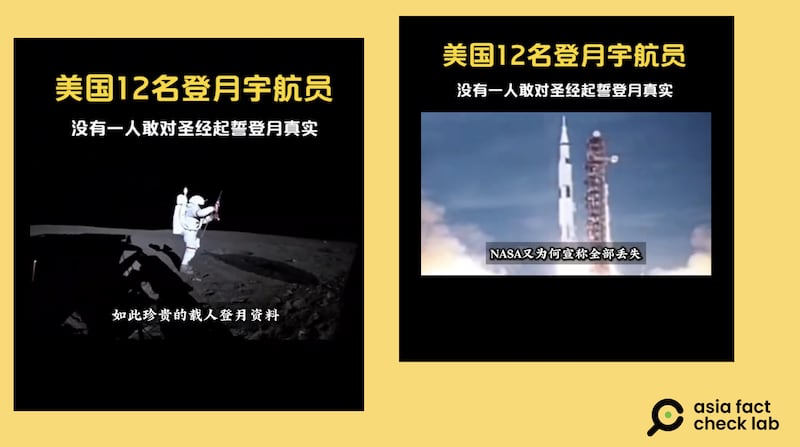 美国12名登月宇航员
没有一人敢对圣经起誓登月真实
如此珍贵的载人登月资料
美国12名登月宇航员
没有一人敢对圣经起誓登月真实
NASA又为何宣称全部丢失
asia fact
check lab